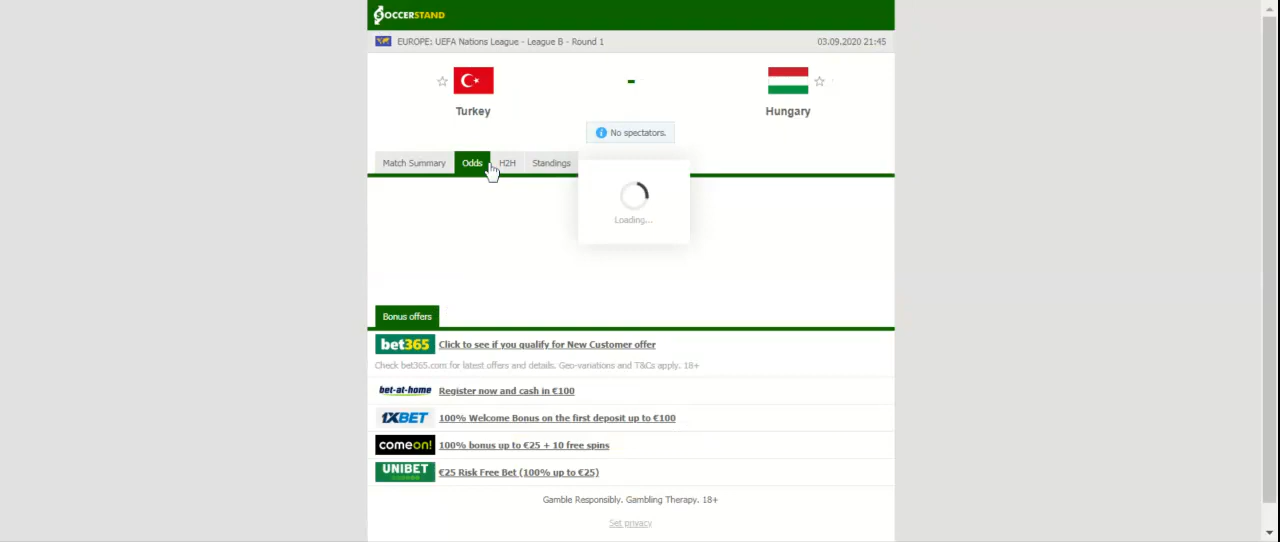 SOCCERSTAND
EUROPE: UEFA Nations League - League B - Round 1 03.09.2020 21:45
-
Turkey Hungary
No spectators.
Match Summary Odds H2H Standings
Loading...
Bonus offers
bet365 Click to see if you qualify for New Customer offer
Check bet365.com for latest offers and details. Geo-variations and T&Cs apply. 18+
bet-at-home Register now and cash in €100
1XBET 100% Welcome Bonus on the first deposit up to €100
comeon! 100% bonus up to €25 + 10 free spins
UNIBET €25 Risk Free Bet (100% up to €25)
Gamble Responsibly. Gambling Therapy. 18+
Set privacy